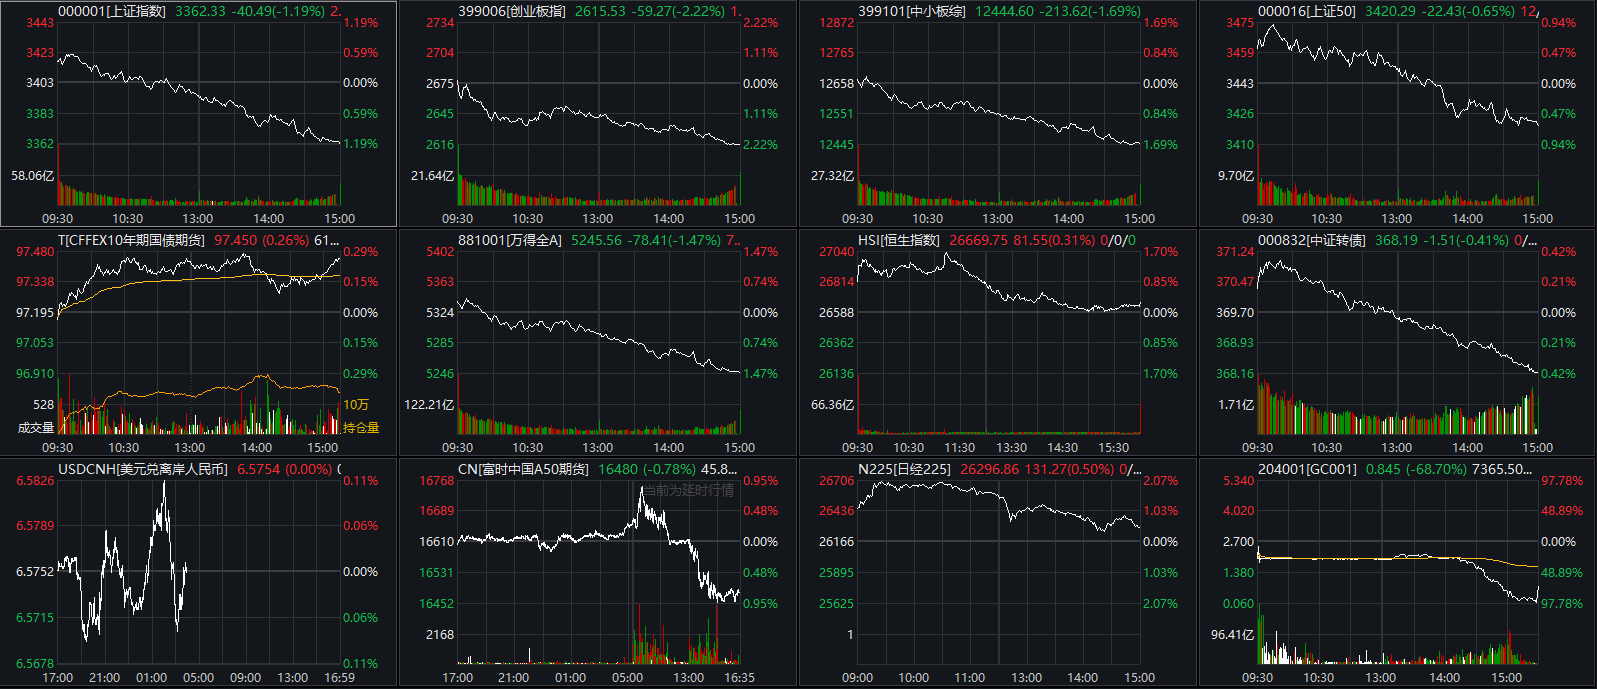 000001[上证指数] 3362.33 -40.49(-1.19%) 2.
3443 1.19%
3423 0.59%
3403 0.00%
3383 0.59%
3362 1.19%
58.06亿
09:30 10:30 13:00 14:00 15:00
399006[创业板指] 2615.53 -59.27(-2.22%) 1.
2734 2.22%
2704 1.11%
2675 0.00%
2645 1.11%
2616 2.22%
21.64亿
09:30 10:30 13:00 14:00 15:00
399101[中小板综] 12444.60 -213.62(-1.69%)
12872 1.69%
12765 0.84%
12658 0.00%
12551 0.84%
12445 1.69%
27.32亿
09:30 10:30 13:00 14:00 15:00
000016[上证50] 3420.29 -22.43(-0.65%) 12/
3475 0.94%
3459 0.47%
3443 0.00%
3426 0.47%
3410 0.94%
9.70亿
09:30 10:30 13:00 14:00 15:00
T[CFFEX10年期国债期货] 97.450 (0.26%) 61...
97.480 0.29%
97.338 0.15%
97.195 0.00%
97.053 0.15%
96.910 0.29%
528 10万
成交量 持仓量
09:30 10:30 13:00 14:00 15:00
881001[万得全A] 5245.56 -78.41(-1.47%) 7..
5402 1.47%
5363 0.74%
5324 0.00%
5285 0.74%
5246 1.47%
122.21亿
09:30 10:30 13:00 14:00 15:00
HSI[恒生指数] 26669.75 81.55(0.31%) 0/0/0
27040 1.70%
26814 0.85%
26588 0.00%
26362 0.85%
26136 1.70%
66.36亿
09:30 10:30 11:30 13:30 14:30 15:30
000832[中证转债] 368.19 -1.51(-0.41%) 0/...
371.24 0.42%
370.47 0.21%
369.70 0.00%
368.93 0.21%
368.16 0.42%
1.71亿
09:30 10:30 13:00 14:00 15:00
USDCNH[美元兑离岸人民币] 6.5754 (0.00%)
6.5826 0.11%
6.5789 0.06%
6.5752 0.00%
6.5715 0.06%
6.5678 0.11%
17:00 21:00 01:00 05:00 09:00 13:00 16:59
CN[富时中国A50期货] 16480 (-0.78%) 45.8...
当前为延时行情
16768 0.95%
16689 0.48%
16610 0.00%
16531 0.48%
16452 0.95%
2168
17:00 21:00 01:00 05:00 09:00 13:00 16:35
N225[日经225] 26296.86 131.27(0.50%) 0/...
26706 2.07%
26436 1.03%
26166 0.00%
25895 1.03%
25625 2.07%
1
09:00 10:00 11:00 13:00 14:00 15:00
204001[GC001] 0.845 (-68.70%) 7365.50...
5.340 97.78%
4.020 48.89%
2.700 0.00%
1.380 48.89%
0.060 97.78%
96.41亿
09:30 10:30 13:00 14:00 15:00